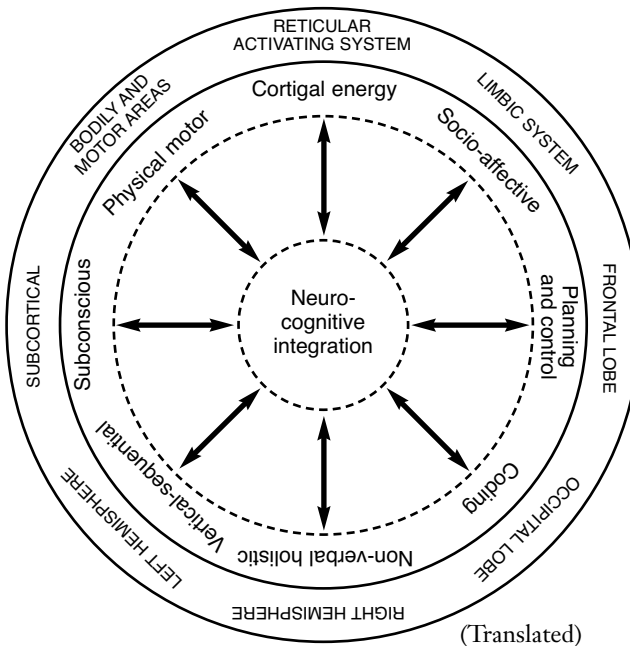 RETICULAR
ACTIVATING SYSTEM
LIMBIC SYSTEM
FRONTAL LOBE
OCCIPITAL LOBE
RIGHT HEMISPHERE
LEFT HEMISPHERE
SUBCORTICAL
BODILY AND
MOTOR AREAS
Cortigal energy
Socio-affective
Planning
and control
Coding
Non-verbal holistic
Vertical-sequential
Subconscious
Physical motor
Neuro-
cognitive
integration
(Translated)